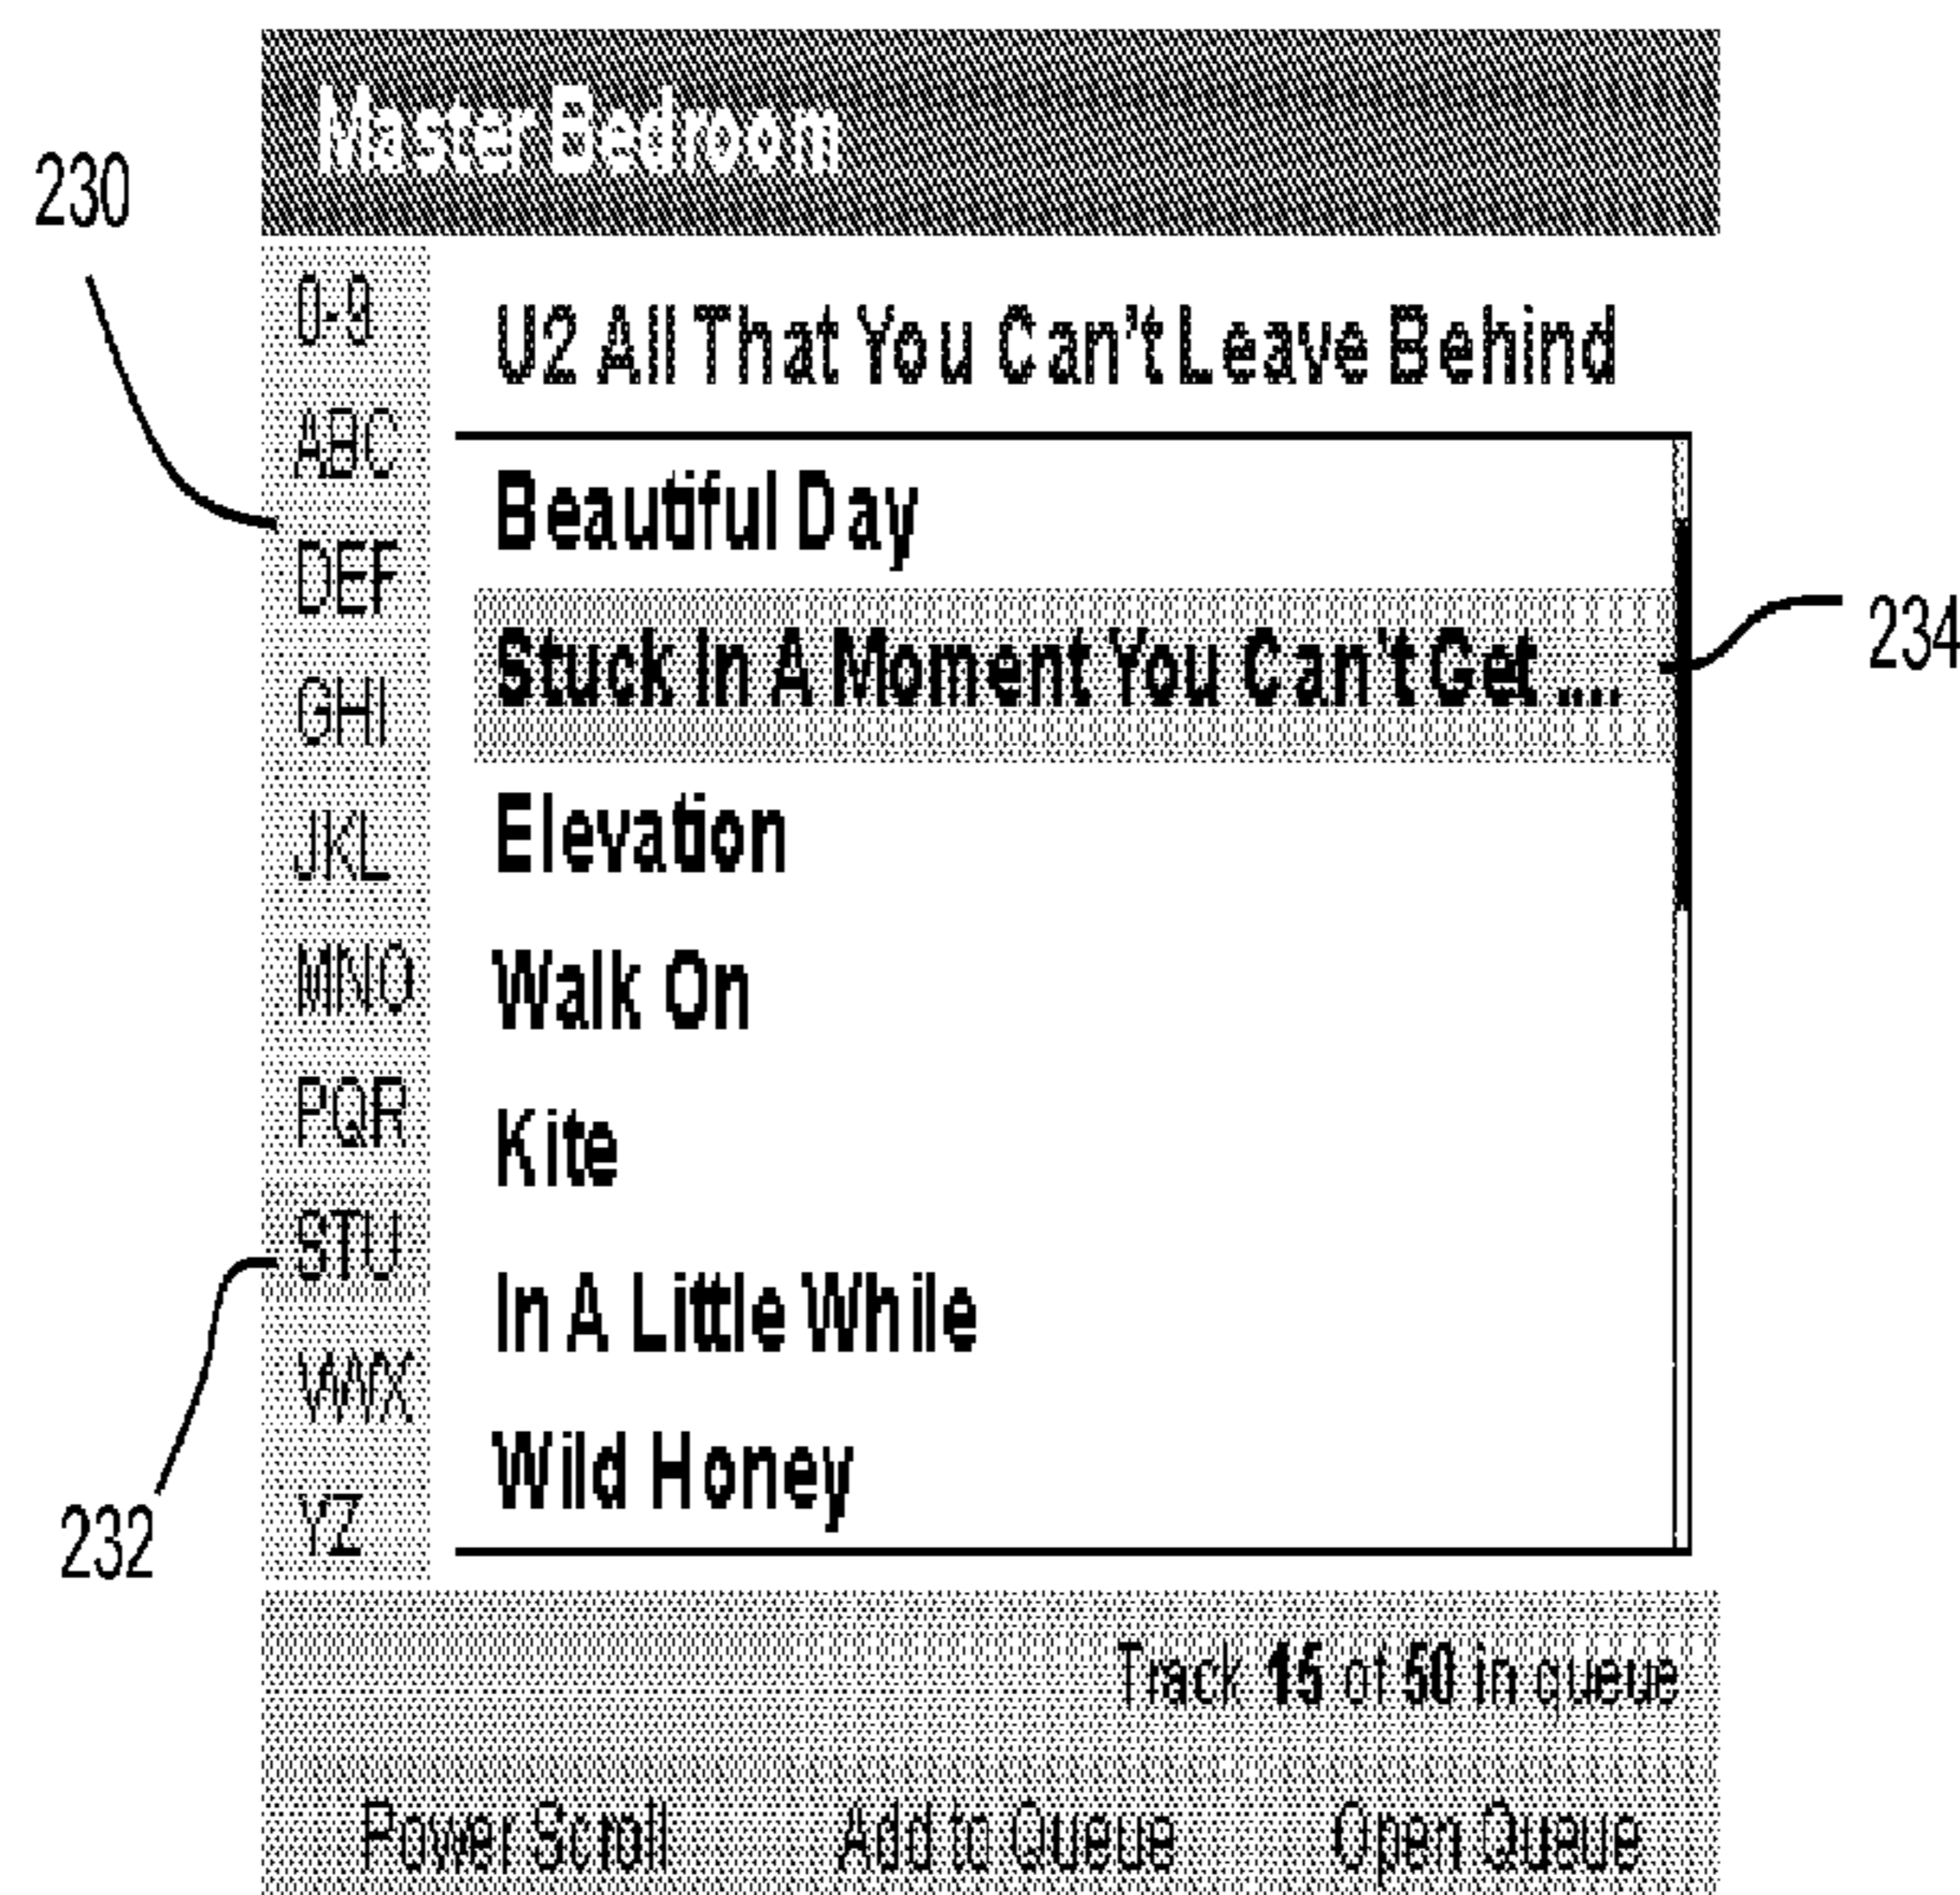 Master Bedroom
230
0-9
U2 All That You Can't Leave Behind
ABC
Beautiful Day
DEF
Stuck In A Moment You Can't Get ....
234
GHI
JKL
Elevation
MNO
Walk On
PQR
Kite
STU
In A Little While
232
VWX
Wild Honey
YZ
Track 15 of 50 in queue
Power Scroll Add to Queue Open Queue